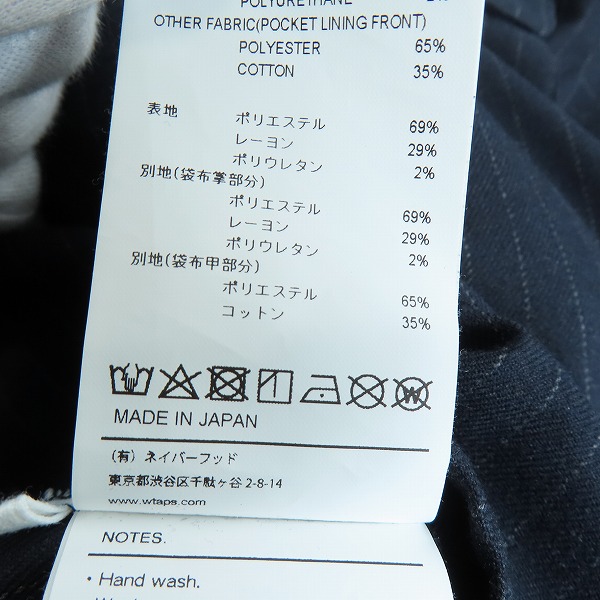 POLYURETHANE 2%
OTHER FABRIC(POCKET LINING FRONT)
POLYESTER 65%
COTTON 35%
表地
ポリエステル 69%
レーヨン 29%
ポリウレタン 2%
別地(袋布掌部分)
ポリエステル 69%
レーヨン 29%
ポリウレタン 2%
別地(袋布甲部分)
ポリエステル 65%
コットン 35%
W
MADE IN JAPAN
(有) ネイバーフッド
東京都渋谷区千駄ヶ谷 2-8-14
www.wtaps.com
NOTES.
・Hand wash.